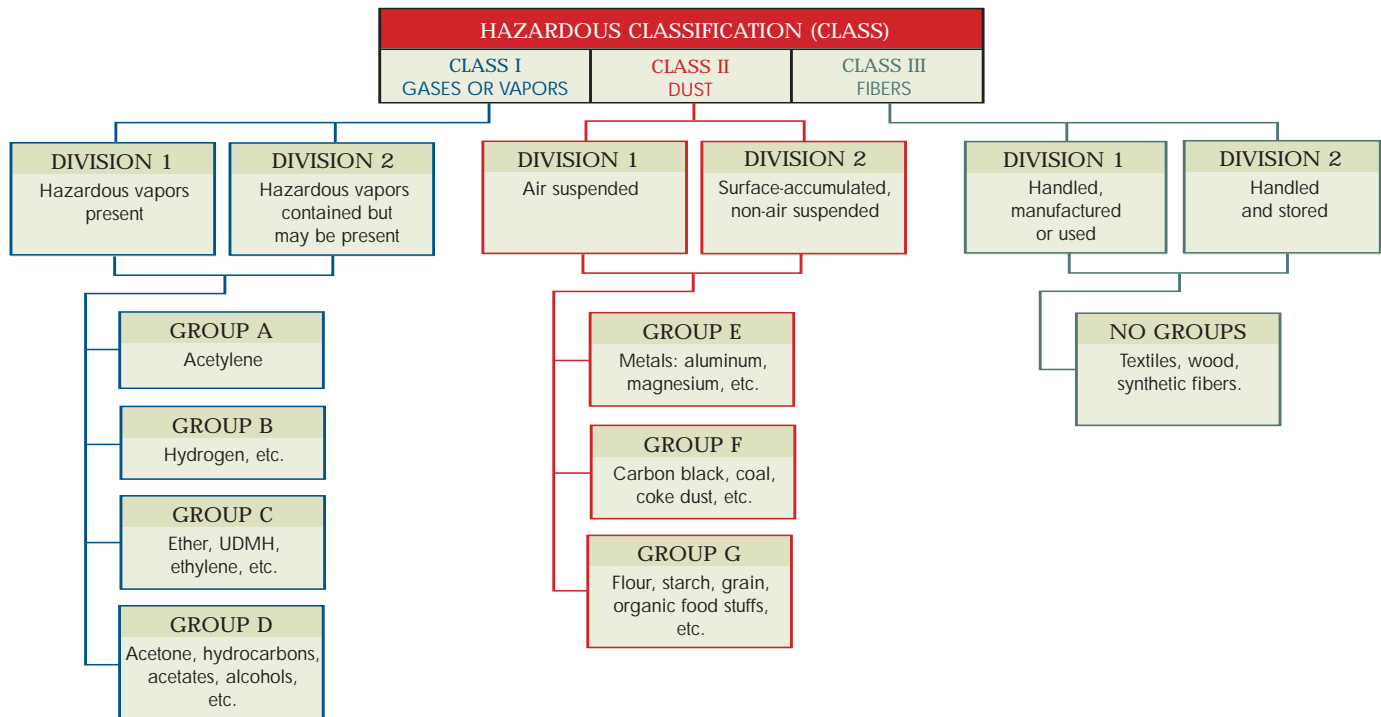 HAZARDOUS CLASSIFICATION (CLASS)
CLASS I
GASES OR VAPORS
CLASS II
DUST
CLASS III
FIBERS
DIVISION 1
Hazardous vapors
present
DIVISION 2
Hazardous vapors
contained but
may be present
DIVISION 1
Air suspended
DIVISION 2
Surface-accumulated,
non-air suspended
DIVISION 1
Handled,
manufactured
or used
DIVISION 2
Handled
and stored
GROUP A
Acetylene
GROUP B
Hydrogen, etc.
GROUP C
Ether, UDMH,
ethylene, etc.
GROUP D
Acetone, hydrocarbons,
acetates, alcohols,
etc.
GROUP E
Metals: aluminum,
magnesium, etc.
GROUP F
Carbon black, coal,
coke dust, etc.
GROUP G
Flour, starch, grain,
organic food stuffs,
etc.
NO GROUPS
Textiles, wood,
synthetic fibers.